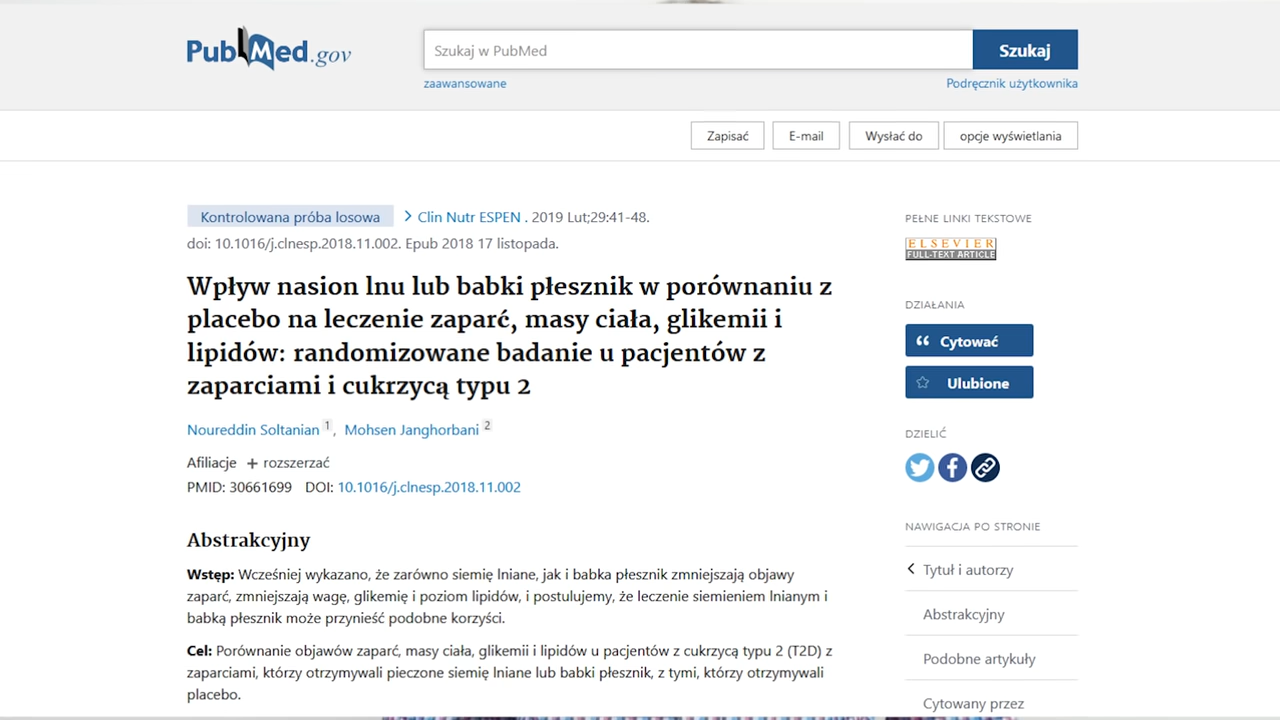 PubMed.gov
Szukaj w PubMed
Szukaj
zaawansowane
Podręcznik użytkownika
Zapisać
E-mail
Wysłać do
opcje wyświetlania
Kontrolowana próba losowa
Clin Nutr ESPEN . 2019 Lut;29:41-48.
doi: 10.1016/j.clnesp.2018.11.002. Epub 2018 17 listopada.
Wpływ nasion lnu lub babki płesznik w porównaniu z
placebo na leczenie zaparć, masy ciała, glikemii i
lipidów: randomizowane badanie u pacjentów z
zaparciami i cukrzycą typu 2
Noureddin Soltanian 1 , Mohsen Janghorbani 2
Afiliacje + rozszerzać
PMID: 30661699 DOI: 10.1016/j.clnesp.2018.11.002
Abstrakcyjny
Wstęp: Wcześniej wykazano, że zarówno siemię lniane, jak i babka płesznik zmniejszają objawy
zaparć, zmniejszają wagę, glikemię i poziom lipidów, i postulujemy, że leczenie siemieniem lnianym i
babką płesznik może przynieść podobne korzyści.
Cel: Porównanie objawów zaparć, masy ciała, glikemii i lipidów u pacjentów z cukrzycą typu 2 (T2D) z
zaparciami, którzy otrzymywali pieczone siemię lniane lub babki płesznik, z tymi, którzy otrzymywali
placebo.
PEŁNE LINKI TEKSTOWE
ELSEVIER
FULL-TEXT ARTICLE
DZIAŁANIA
Cytować
Ulubione
DZIELIĆ
NAWIGACJA PO STRONIE
Tytuł i autorzy
Abstrakcyjny
Podobne artykuły
Cytowany przez